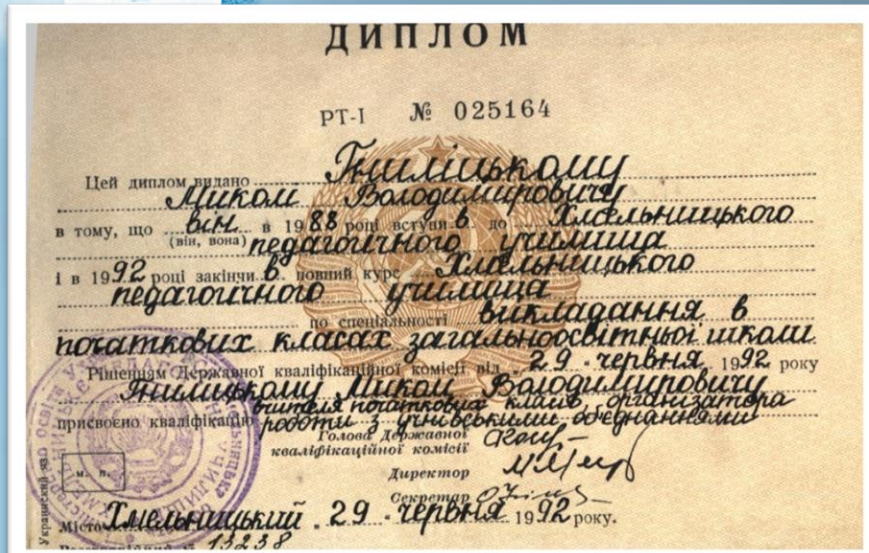 ДИПЛОМ
РТ-I № 025164
Цей диплом видано Гнилицькому
Миколі Володимировичу
в тому, що він в 1988 році вступив до Хмельницького
(він, вона) педагогічного училища
і в 1992 році закінчив повний курс Хмельницького
педагогічного училища
по спеціальності викладання в
початкових класах загальноосвітньої школи
Рішенням Державної кваліфікаційної комісії від 29 червня 1992 року
Гнилицькому Миколі Володимировичу
присвоєно кваліфікацію вчителя початкових класів, організатора
роботи з учнівськими об'єднаннями
Голова Державної
кваліфікаційної комісії
Директор
Секретар
м. п.
Місто Хмельницький 29 червня 1992 року.
№ 13238